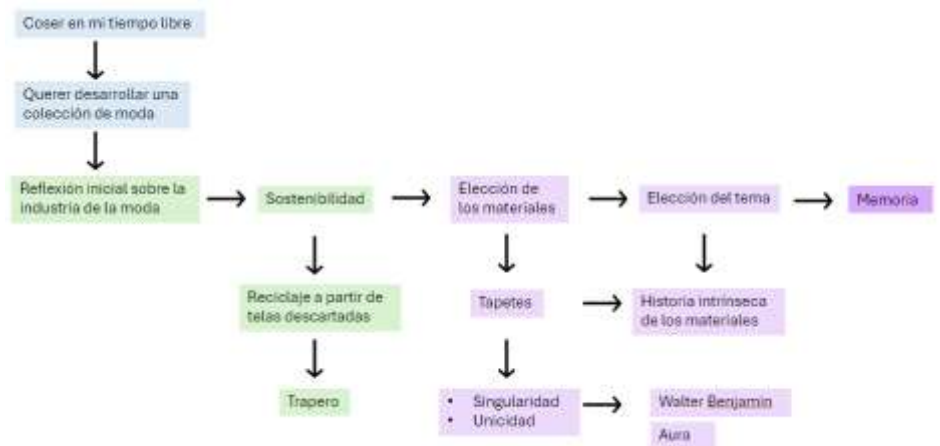 Coser en mi tiempo libre
Querer desarrollar una
colección de moda
Reflexión inicial sobre la
industria de la moda
Sostenibilidad
Elección de
los materiales
Elección del tema
Memoria
Reciclaje a partir de
telas descartadas
Tapetes
Historia intrínseca
de los materiales
Trapero
• Singularidad
• Unicidad
Walter Benjamin
Aura